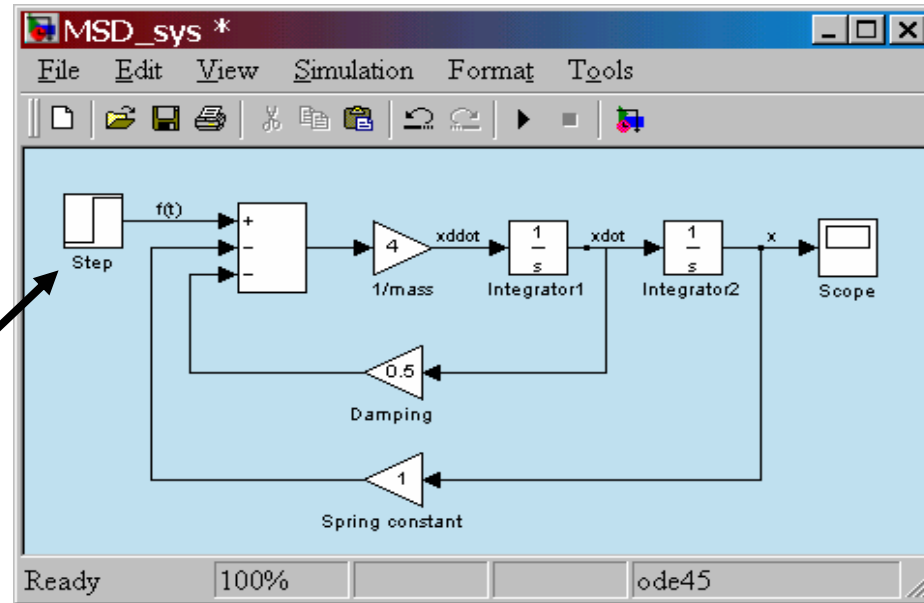 MSD_sys *
File Edit View Simulation Format Tools
f(t)
+
−
−
Step
4
xddot
1/mass
1
s
Integrator1
xdot
1
s
Integrator2
x
Scope
0.5
Damping
1
Spring constant
Ready 100% ode45